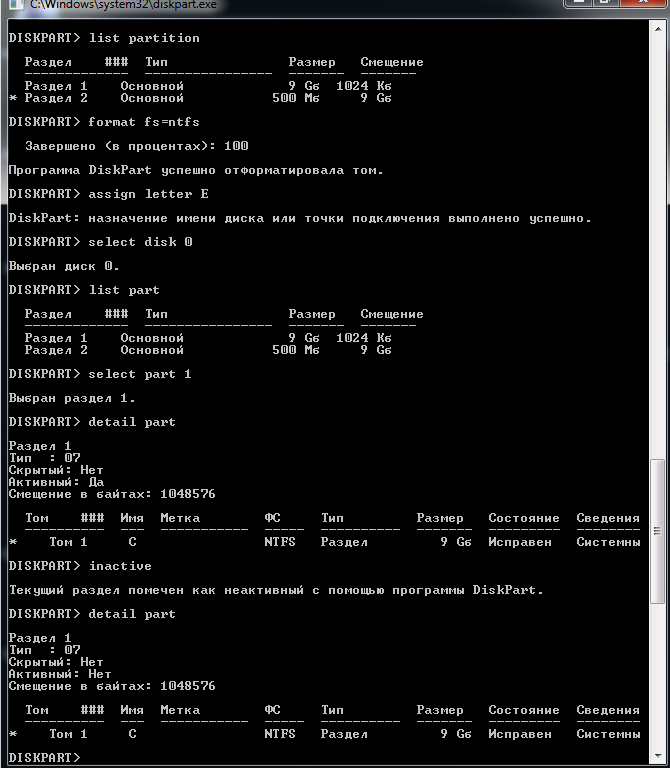 C:\Windows\system32\diskpart.exe
DISKPART> list partition
Раздел ### Тип Размер Смещение
------------- ---------------- ------- -------
Раздел 1 Основной 9 Gб 1024 Кб
* Раздел 2 Основной 500 Мб 9 Gб
DISKPART> format fs=ntfs
Завершено (в процентах): 100
Программа DiskPart успешно отформатировала том.
DISKPART> assign letter E
DiskPart: назначение имени диска или точки подключения выполнено успешно.
DISKPART> select disk 0
Выбран диск 0.
DISKPART> list part
Раздел ### Тип Размер Смещение
------------- ---------------- ------- -------
Раздел 1 Основной 9 Gб 1024 Кб
Раздел 2 Основной 500 Мб 9 Gб
DISKPART> select part 1
Выбран раздел 1.
DISKPART> detail part
Раздел 1
Тип : 07
Скрытый: Нет
Активный: Да
Смещение в байтах: 1048576
Том ### Имя Метка ФС Тип Размер Состояние Сведения
---------- --- ----------- ----- ---------- ------- --------- --------
* Том 1 C NTFS Раздел 9 Gб Исправен Системны
DISKPART> inactive
Текущий раздел помечен как неактивный с помощью программы DiskPart.
DISKPART> detail part
Раздел 1
Тип : 07
Скрытый: Нет
Активный: Нет
Смещение в байтах: 1048576
Том ### Имя Метка ФС Тип Размер Состояние Сведения
---------- --- ----------- ----- ---------- ------- --------- --------
* Том 1 C NTFS Раздел 9 Gб Исправен Системны
DISKPART>